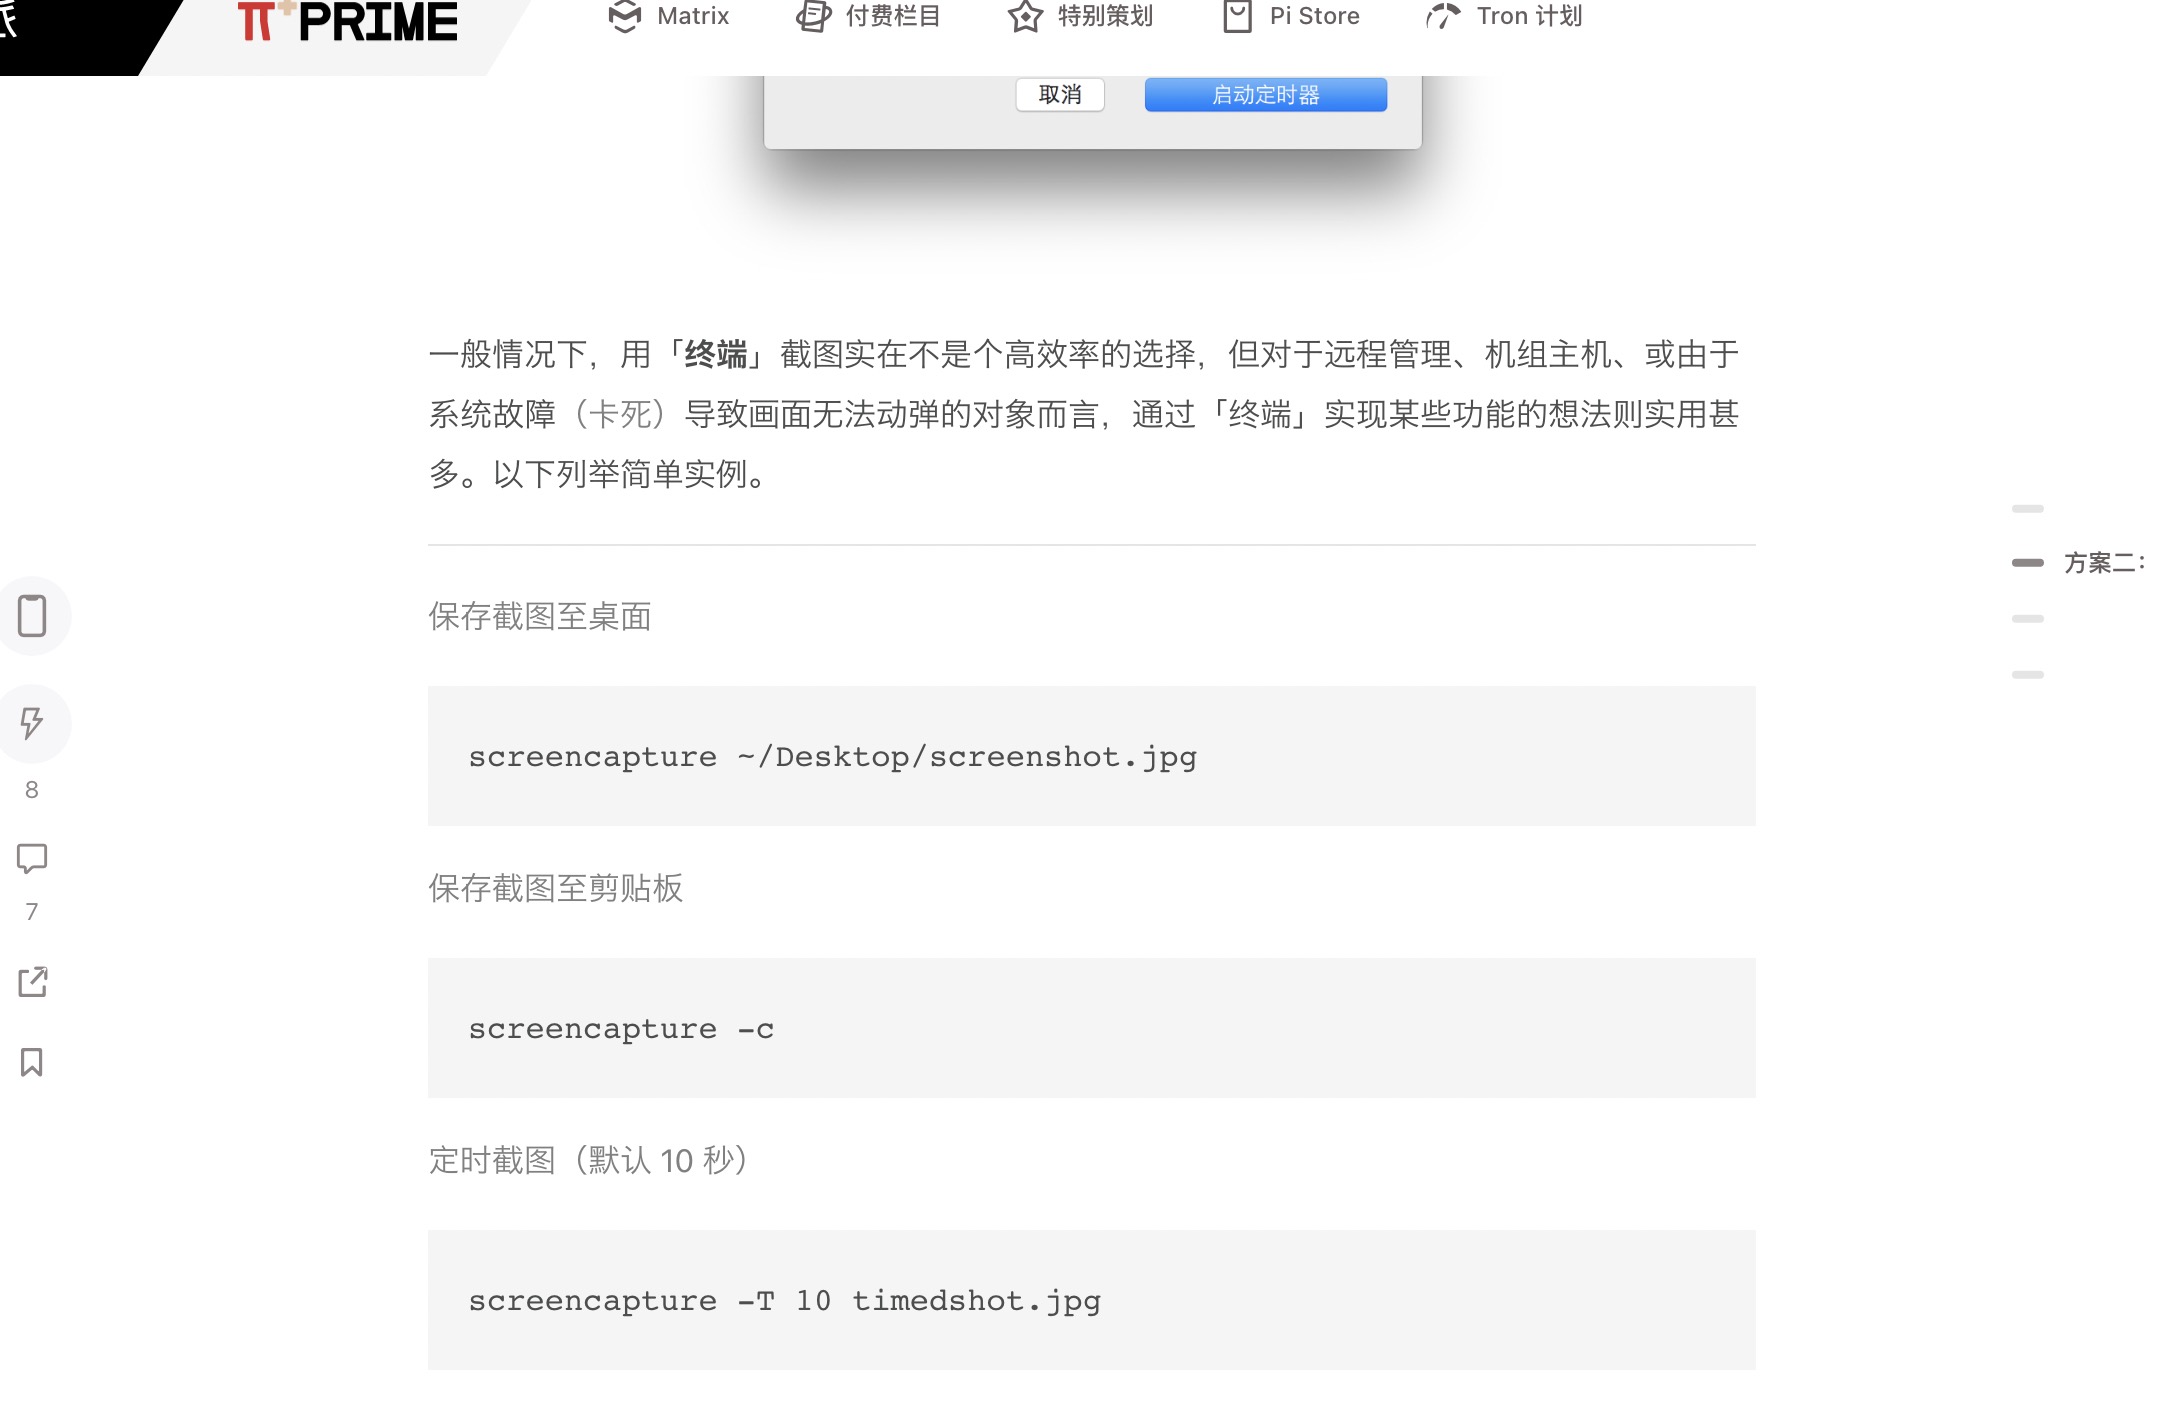 π+PRIME
Matrix
付费栏目
特别策划
Pi Store
Tron 计划
取消
启动定时器
一般情况下，用「终端」截图实在不是个高效率的选择，但对于远程管理、机组主机、或由于
系统故障（卡死）导致画面无法动弹的对象而言，通过「终端」实现某些功能的想法则实用甚
多。以下列举简单实例。
方案二：
保存截图至桌面
screencapture ~/Desktop/screenshot.jpg
8
保存截图至剪贴板
7
screencapture -c
定时截图（默认 10 秒）
screencapture -T 10 timedshot.jpg